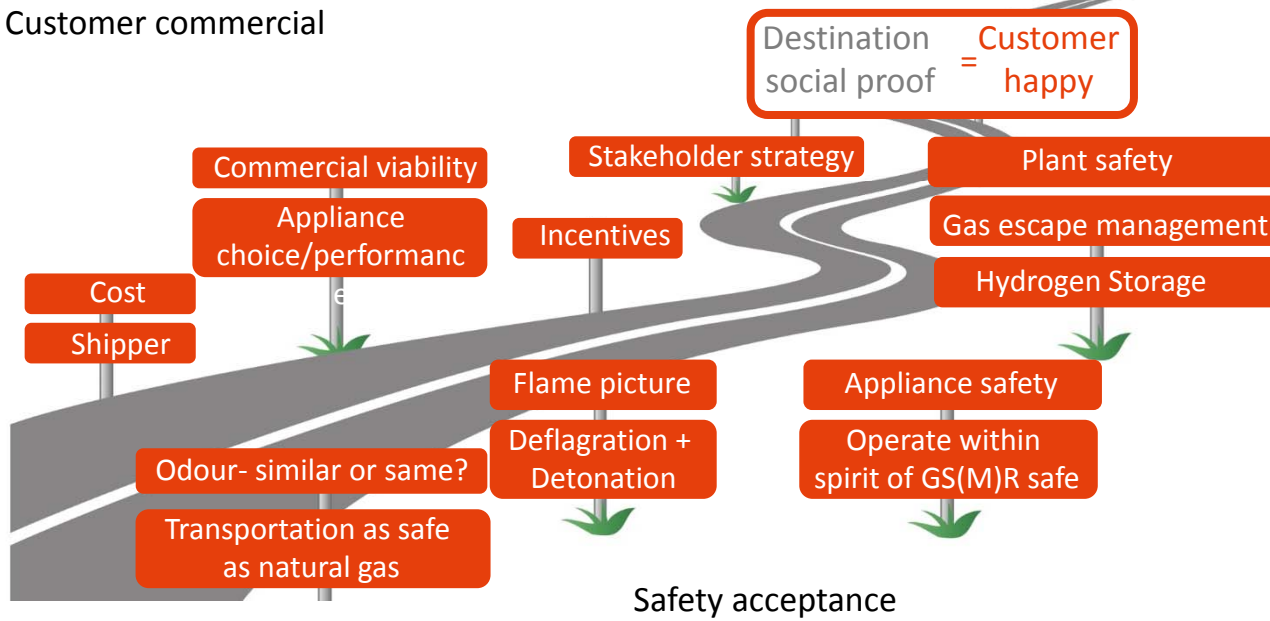 Customer commercial
Destination
social proof
=
Customer
happy
Commercial viability
Appliance
choice/performanc
e
Stakeholder strategy
Plant safety
Incentives
Gas escape management
Cost
Hydrogen Storage
Shipper
Flame picture
Appliance safety
Deflagration +
Detonation
Operate within
spirit of GS(M)R safe
Odour- similar or same?
Transportation as safe
as natural gas
Safety acceptance